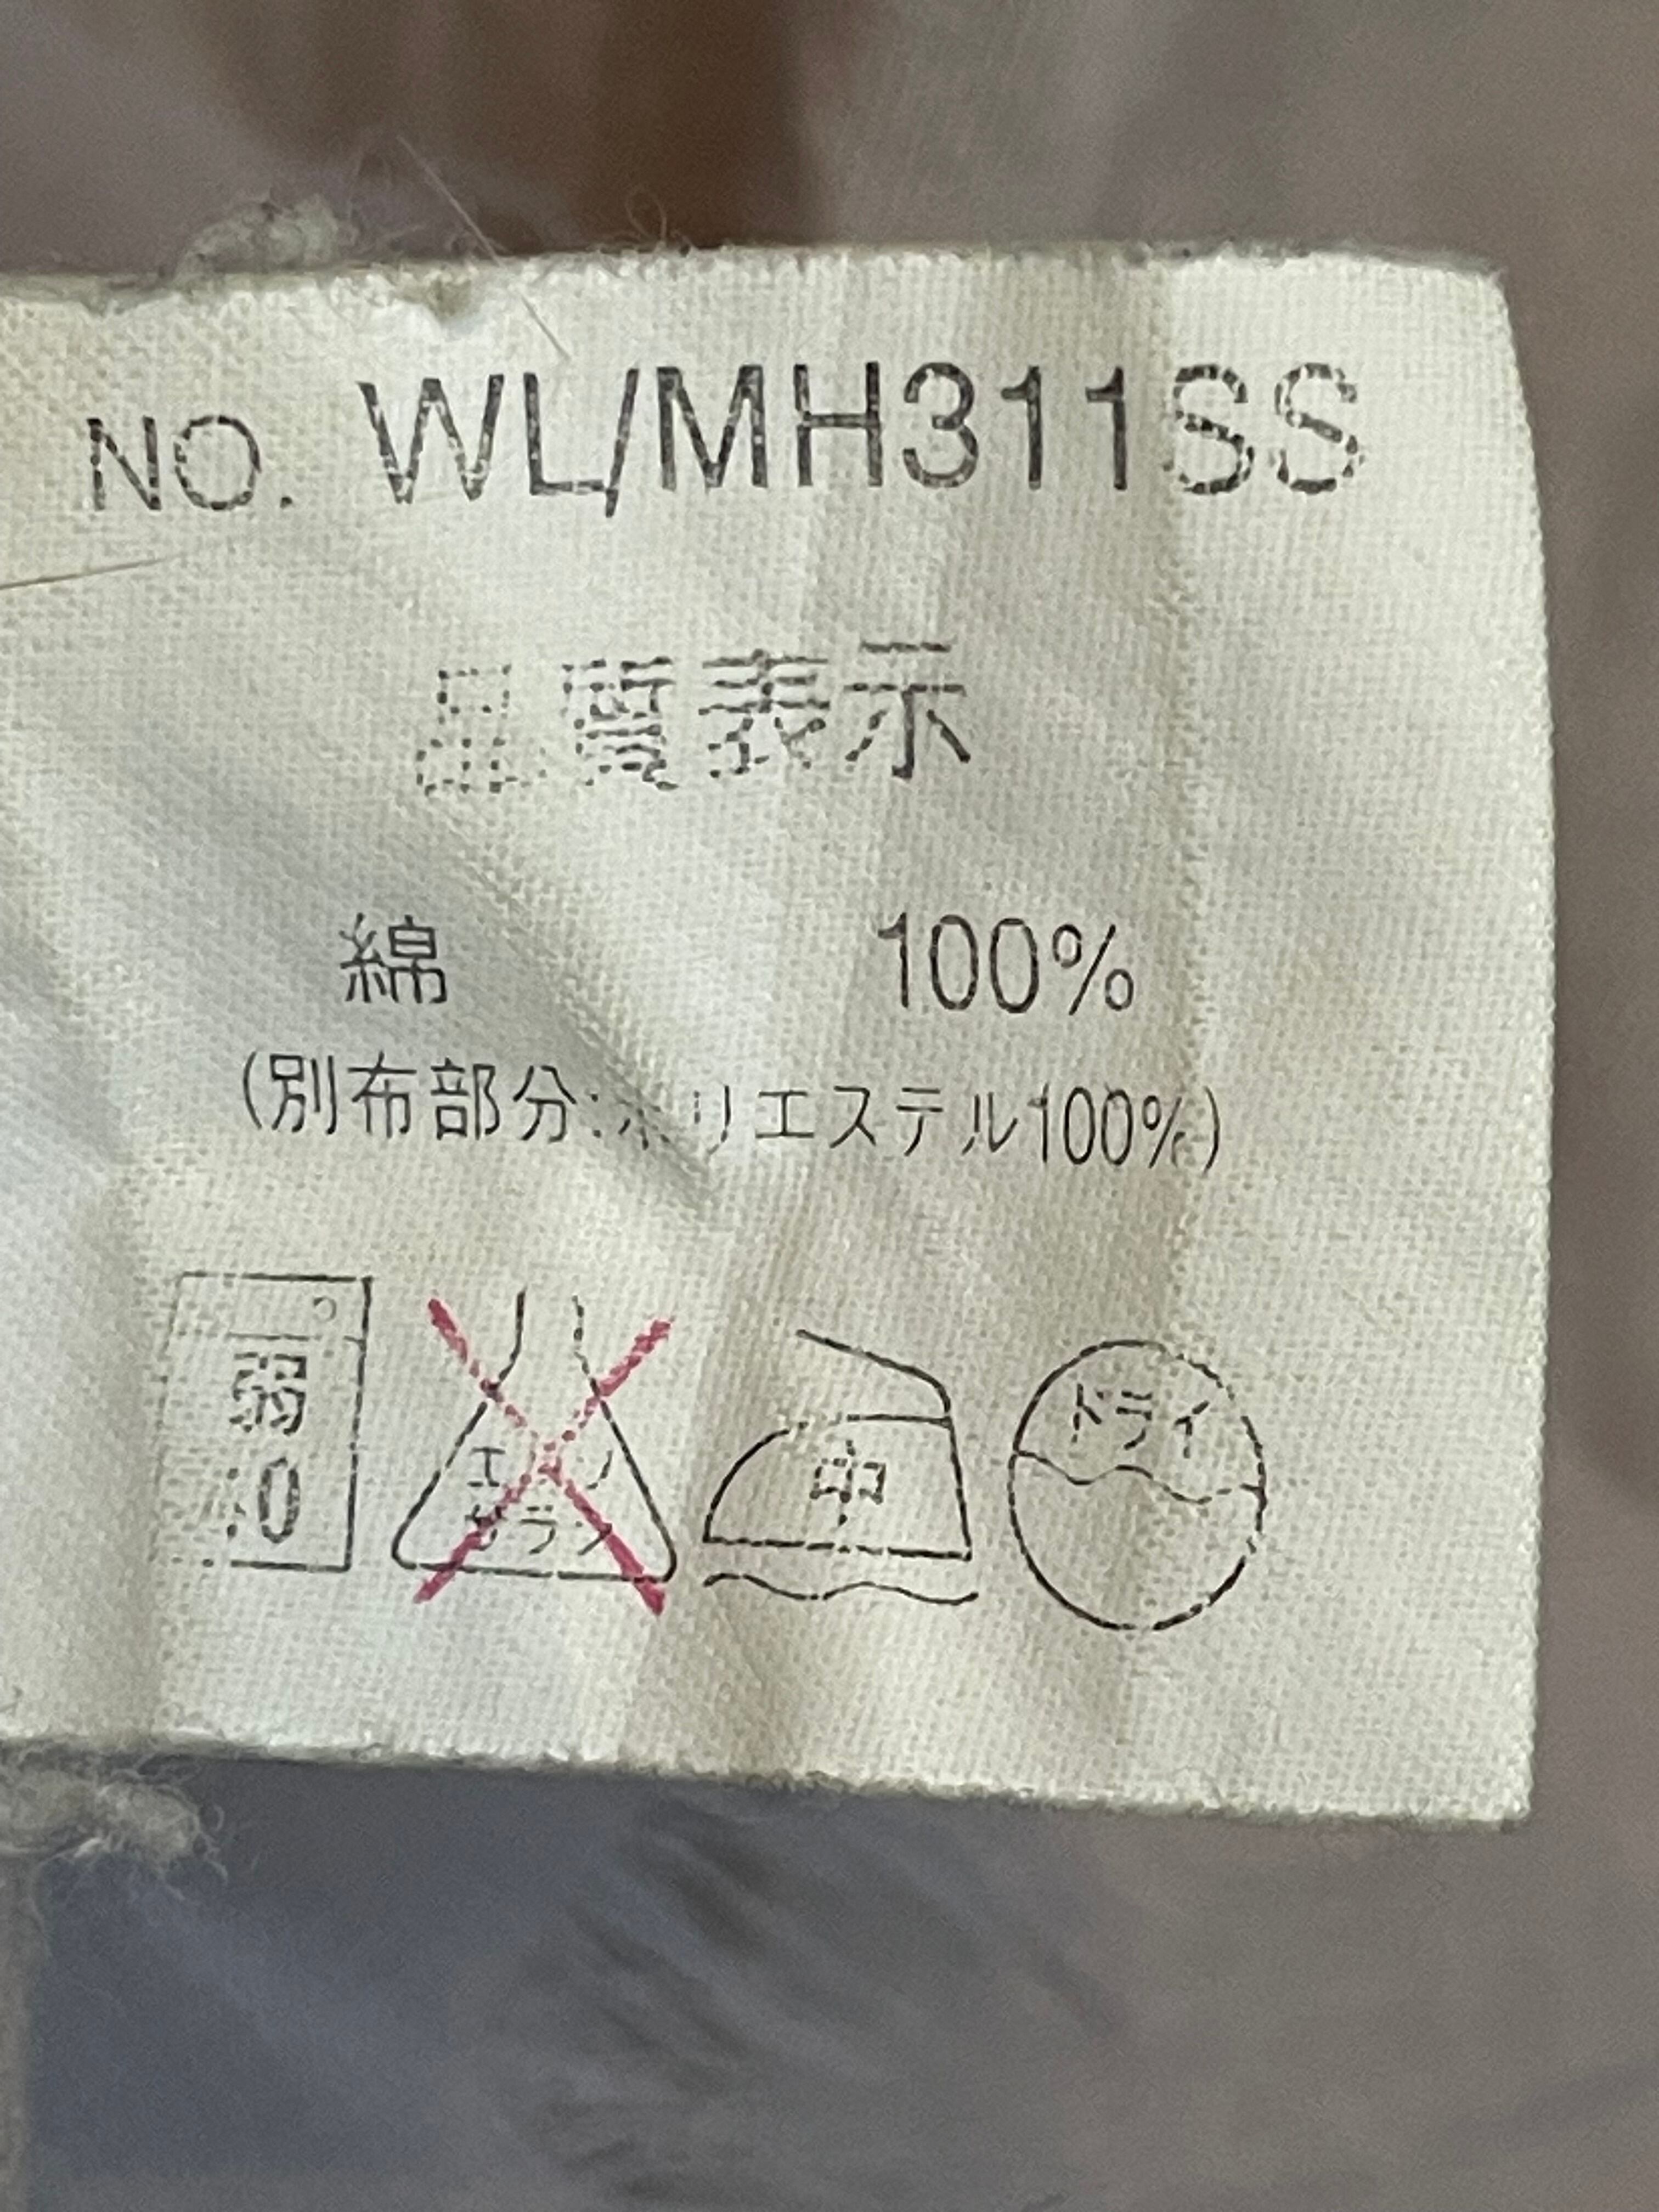 NO. WL/MH311SS
品質表示
綿 100%
(別布部分:ポリエステル100%)
弱 エンソ 中 ドライ
サラシ